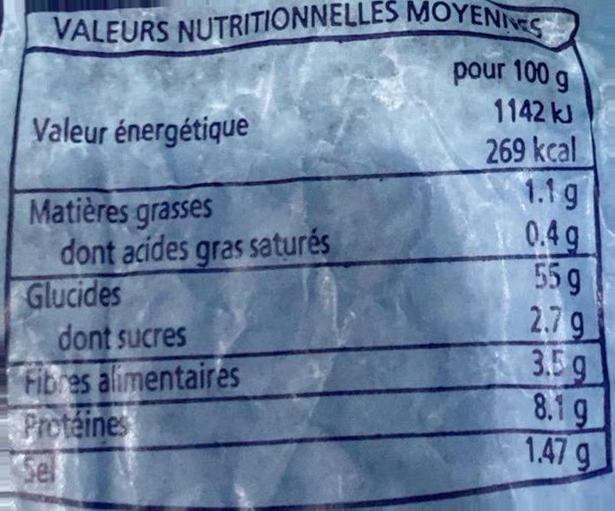 VALEURS NUTRITIONNELLES MOYENNES
pour 100 g
Valeur énergétique 1142 kJ
269 kcal
Matières grasses 1.1 g
dont acides gras saturés 0.4 g
Glucides 55 g
dont sucres 2.7 g
Fibres alimentaires 3.5 g
Protéines 8.1 g
Sel 1.47 g